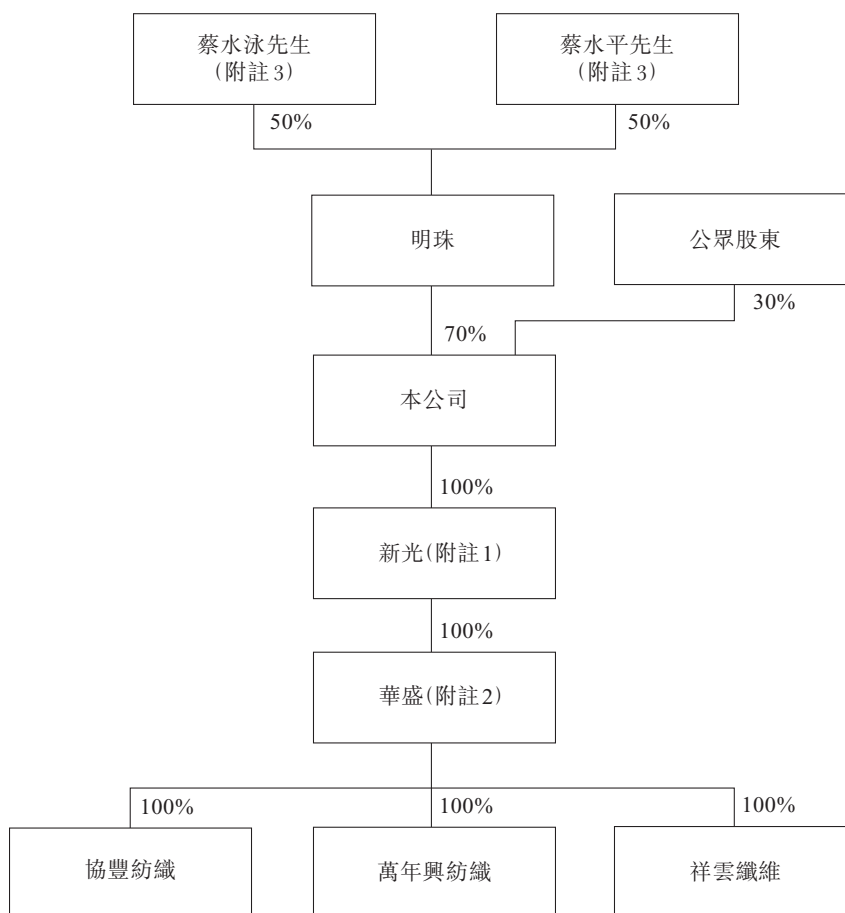 蔡水泳先生
(附註3)
蔡水平先生
(附註3)
50%
50%
明珠
公眾股東
70%
30%
本公司
100%
新光(附註1)
100%
華盛(附註2)
100%
100%
100%
協豐紡織
萬年興紡織
祥雲纖維